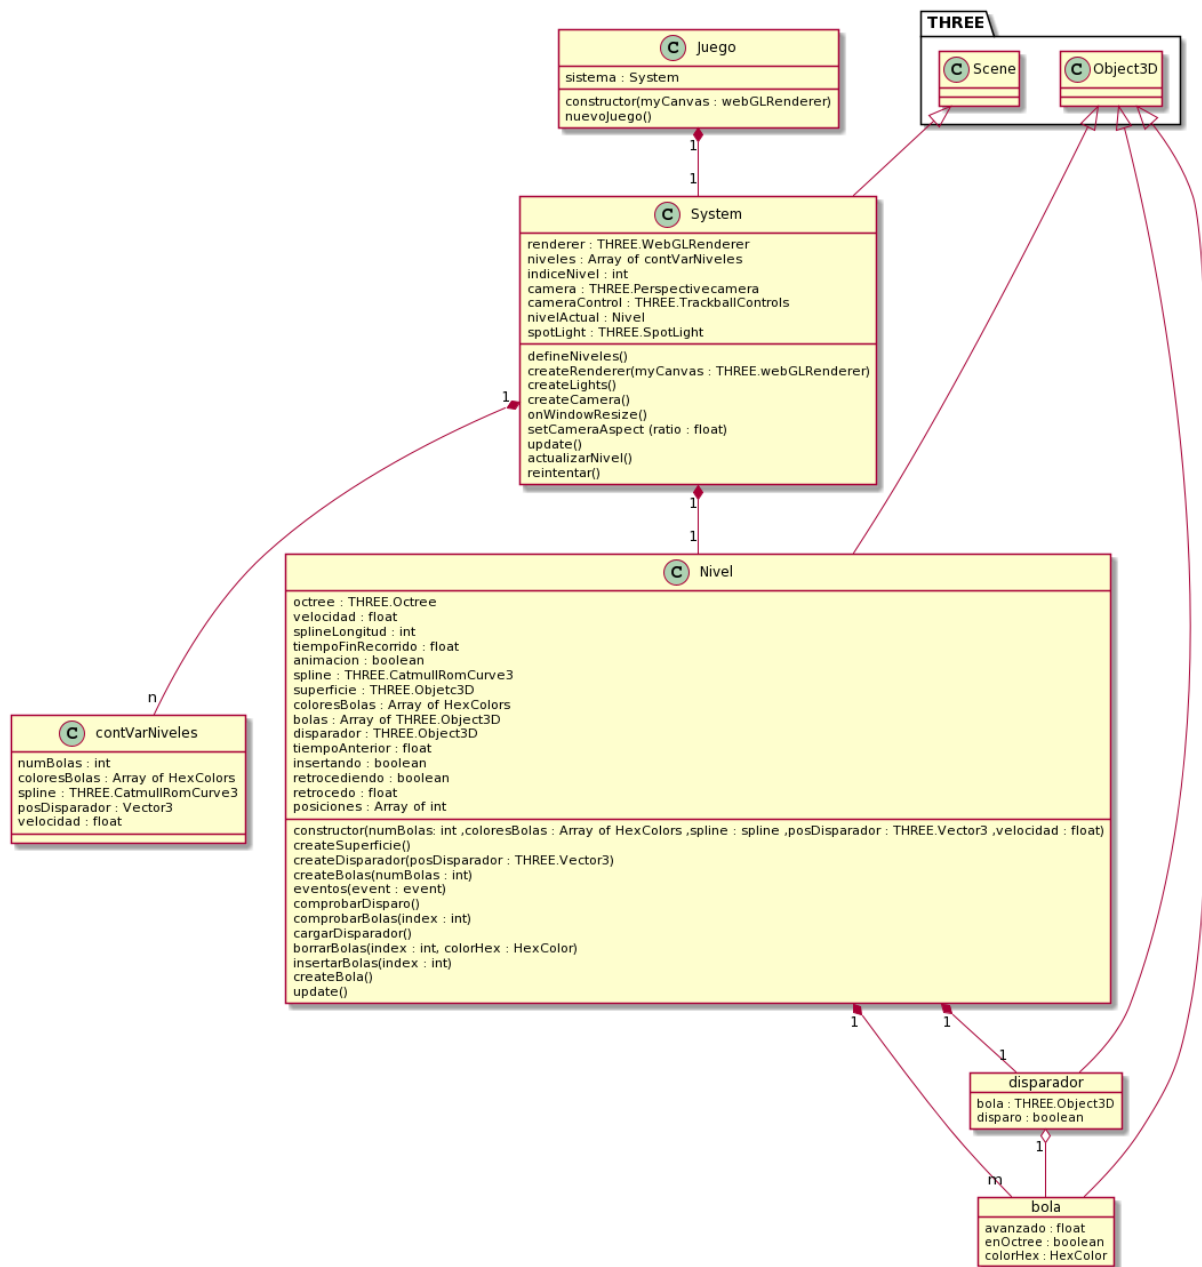 THREE
C Juego
sistema : System
constructor(myCanvas : webGLRenderer)
nuevoJuego()
C Scene
C Object3D
1
1
C System
renderer : THREE.WebGLRenderer
niveles : Array of contVarNiveles
indiceNivel : int
camera : THREE.Perspectivecamera
cameraControl : THREE.TrackballControls
nivelActual : Nivel
spotLight : THREE.SpotLight
defineNiveles()
createRenderer(myCanvas : THREE.webGLRenderer)
createLights()
createCamera()
onWindowResize()
setCameraAspect (ratio : float)
update()
actualizarNivel()
reintentar()
1
1
1
C Nivel
octree : THREE.Octree
velocidad : float
splineLongitud : int
tiempoFinRecorrido : float
animacion : boolean
spline : THREE.CatmullRomCurve3
superficie : THREE.Objetc3D
coloresBolas : Array of HexColors
bolas : Array of THREE.Object3D
disparador : THREE.Object3D
tiempoAnterior : float
insertando : boolean
retrocediendo : boolean
retrocedo : float
posiciones : Array of int
constructor(numBolas: int ,coloresBolas : Array of HexColors ,spline : spline ,posDisparador : THREE.Vector3 ,velocidad : float)
createSuperficie()
createDisparador(posDisparador : THREE.Vector3)
createBolas(numBolas : int)
eventos(event : event)
comprobarDisparo()
comprobarBolas(index : int)
cargarDisparador()
borrarBolas(index : int, colorHex : HexColor)
insertarBolas(index : int)
createBola()
update()
n
C contVarNiveles
numBolas : int
coloresBolas : Array of HexColors
spline : THREE.CatmullRomCurve3
posDisparador : Vector3
velocidad : float
1
1
1
disparador
bola : THREE.Object3D
disparo : boolean
1
m
bola
avanzado : float
enOctree : boolean
colorHex : HexColor